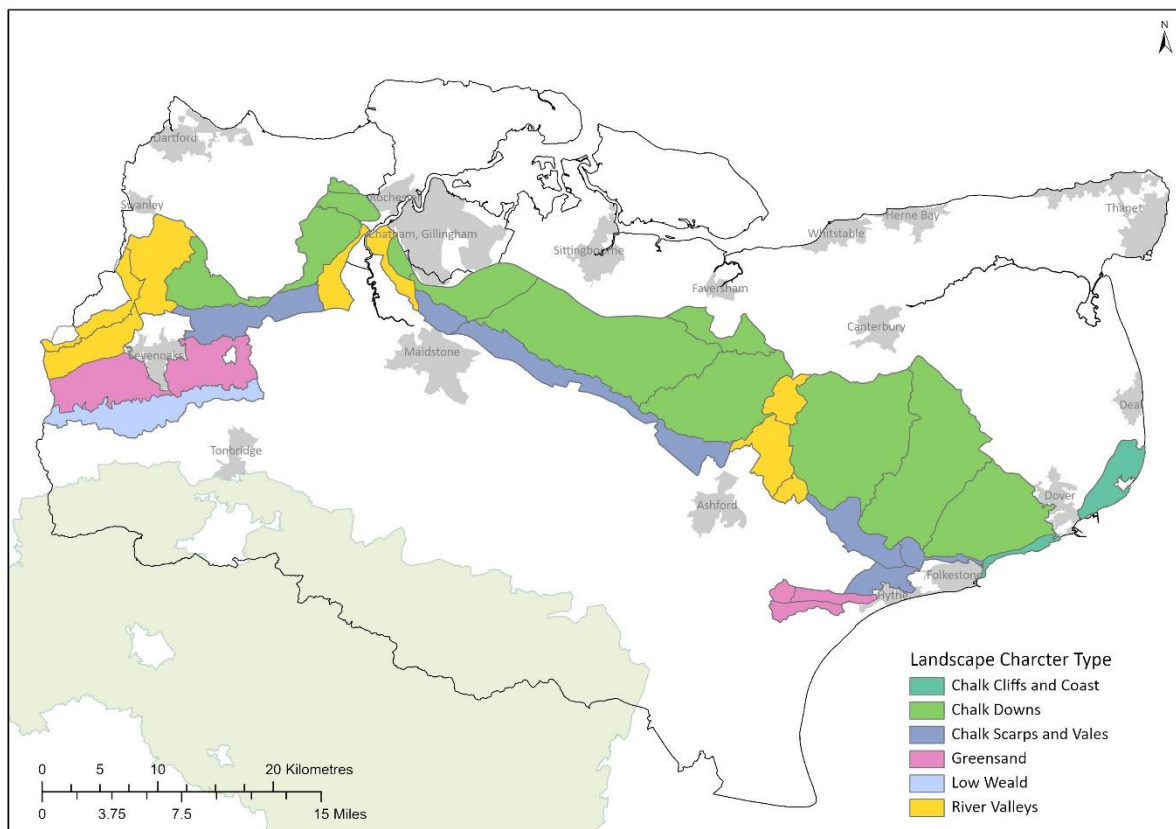 N
Dartford
Swanley
Rochester
Chatham, Gillingham
Sittingbourne
Whitstable
Herne Bay
Thanet
Faversham
Canterbury
Sevenoaks
Maidstone
Deal
Tonbridge
Ashford
Dover
Folkestone
Hythe
Landscape Charcter Type
Chalk Cliffs and Coast
Chalk Downs
Chalk Scarps and Vales
Greensand
Low Weald
River Valleys
0 5 10 20 Kilometres
0 3.75 7.5 15 Miles